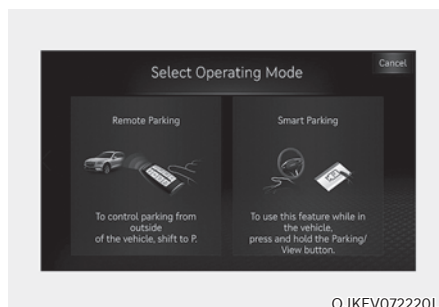 Select Operating Mode
Cancel
Remote Parking
To control parking from
outside
of the vehicle, shift to P.
Smart Parking
To use this feature while in
the vehicle,
press and hold the Parking/
View button.
OJKEV072220L